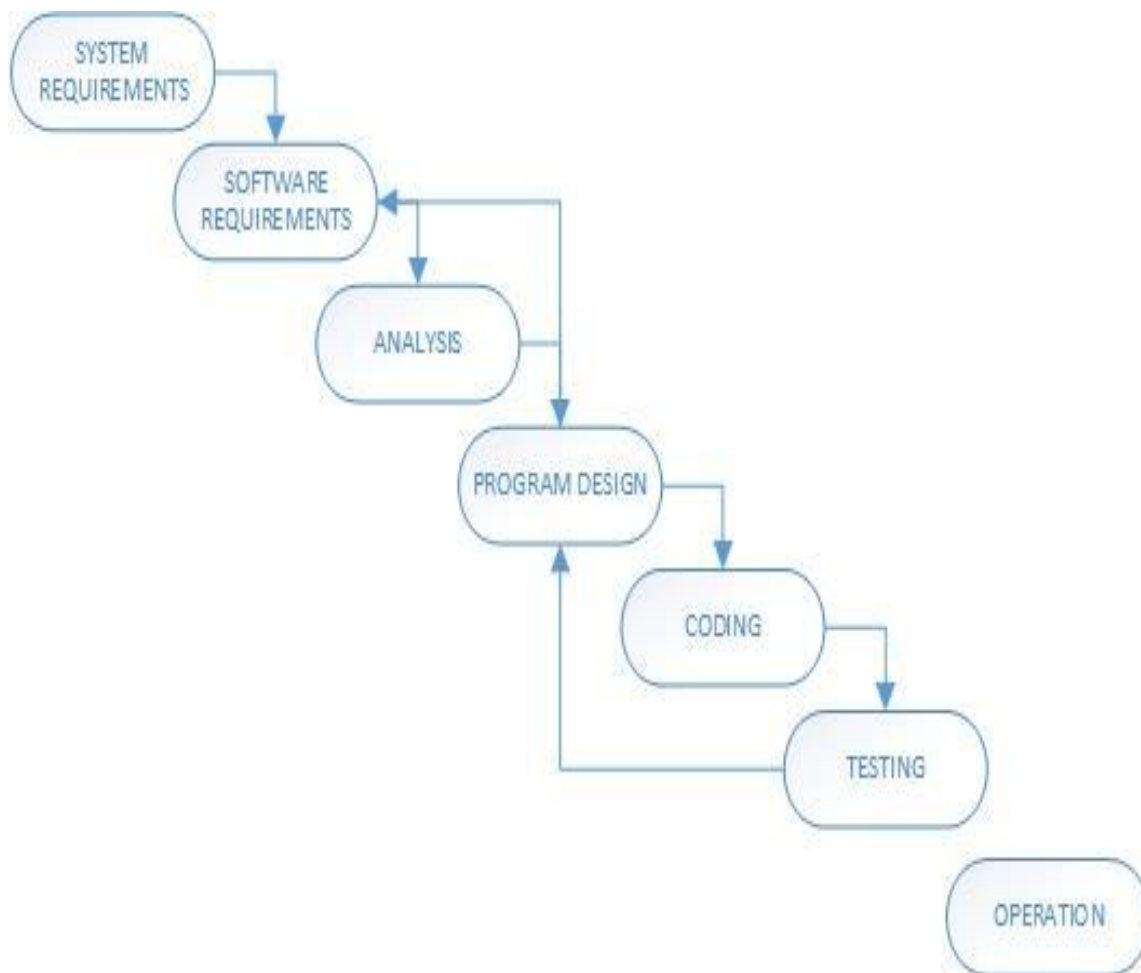 SYSTEM
REQUIREMENTS
SOFTWARE
REQUIREMENTS
ANALYSIS
PROGRAM DESIGN
CODING
TESTING
OPERATION